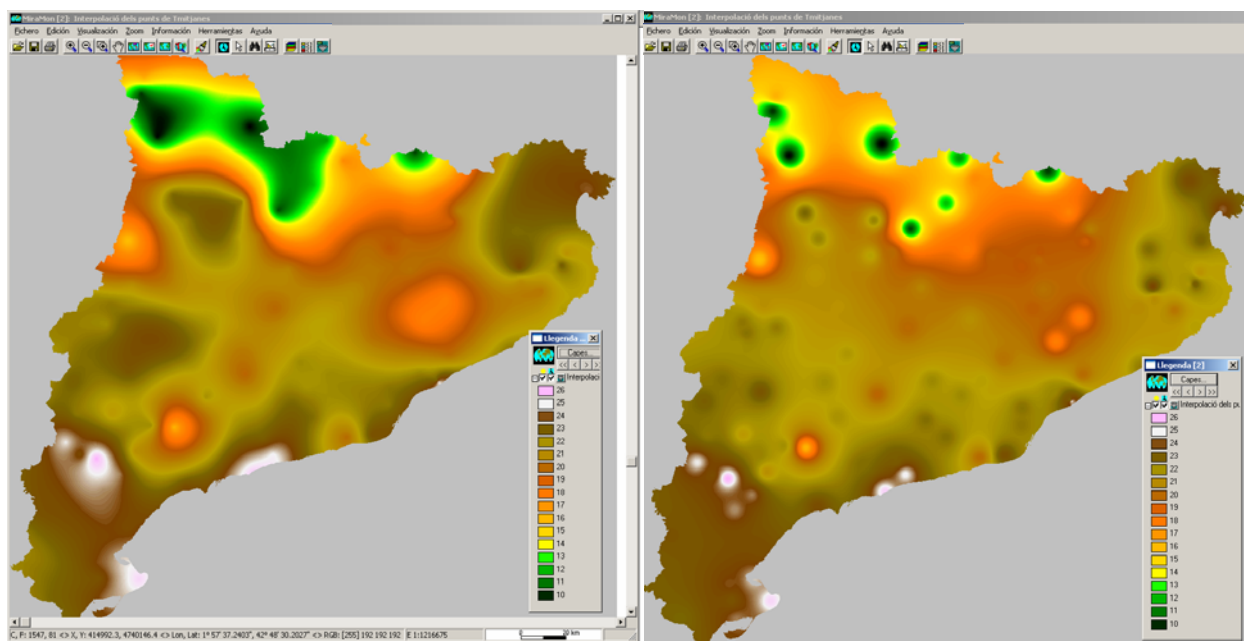 MiraMon [2]: Interpolació dels punts de Tmitjanes
Fichero Edición Visualización Zoom Información Herramientas Ayuda
Llegenda ...
Capes...
<< < > >
Interpolaci
26
25
24
23
22
21
20
19
18
17
16
15
14
13
12
11
10
C, F: 1547, 81 <> X, Y: 414992.3, 4740146.4 <> Lon, Lat: 1° 57' 37.2403", 42° 48' 30.2027" <> RGB: [255] 192 192 192
E 1:1216675
MiraMon [2]: Interpolació dels punts de Tmitjanes
Fichero Edición Visualización Zoom Información Herramientas Ayuda
Llegenda [2]
Capes...
<< < > >>
Interpolació dels pu
26
25
24
23
22
21
20
19
18
17
16
15
14
13
12
11
10